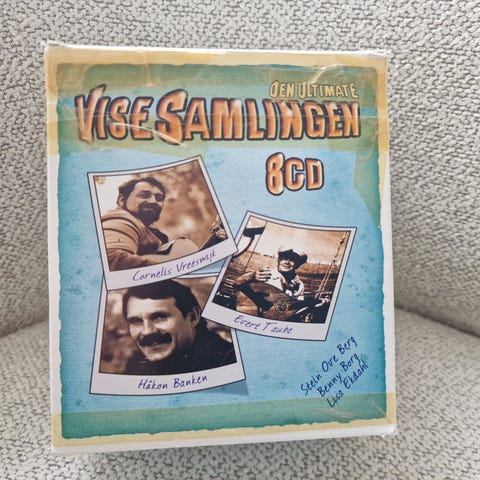 DEN ULTIMATE
VISESAMLINGEN
8CD
Cornelis Vreeswijk
Evert Taube
Håkon Banken
Stein Ove Berg
Benny Borg
Lisa Ekdahl